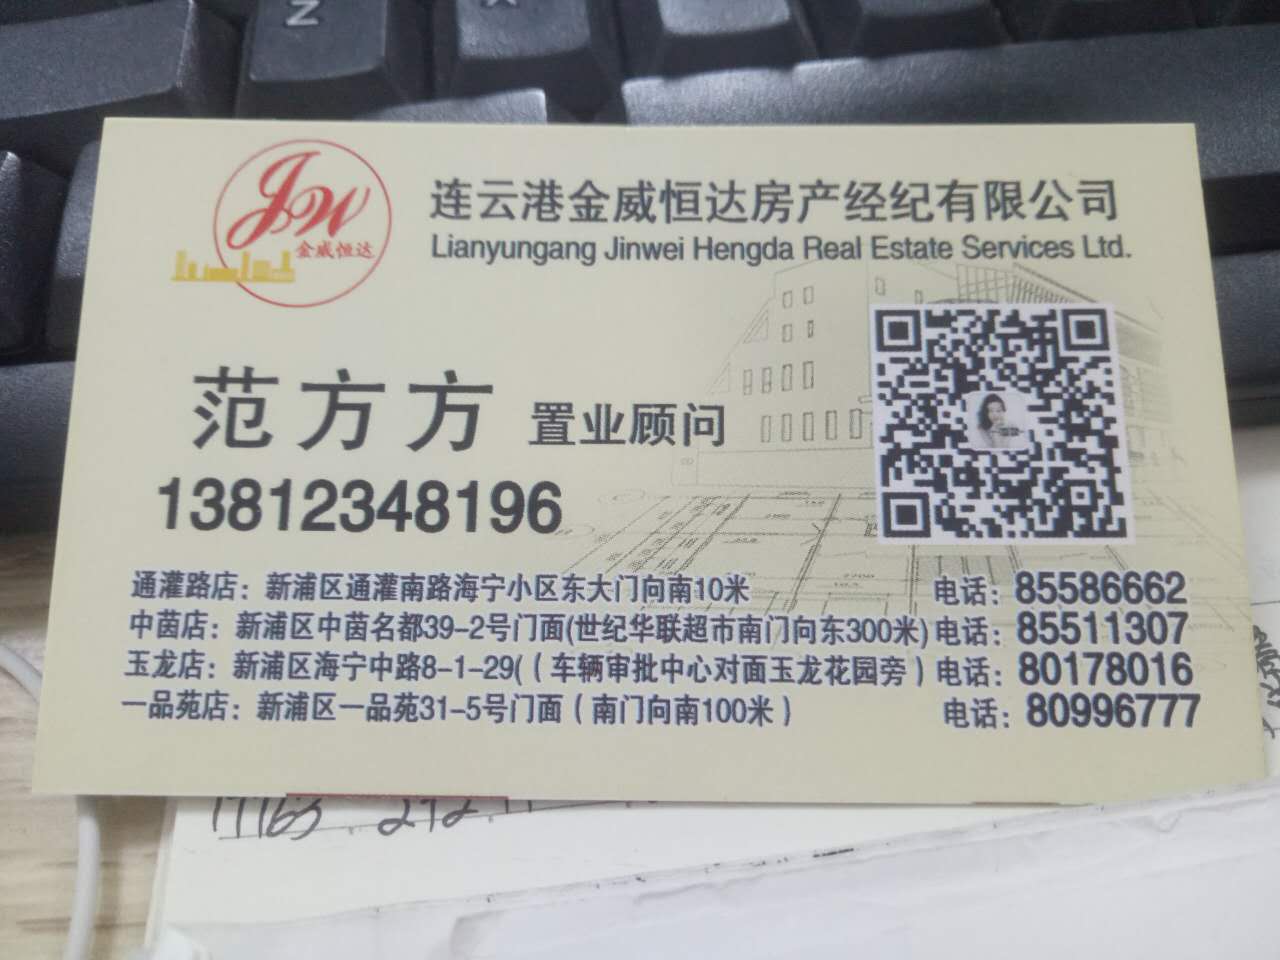 JW
金威恒达
连云港金威恒达房产经纪有限公司
Lianyungang Jinwei Hengda Real Estate Services Ltd.
范方方 置业顾问
13812348196
通灌路店：新浦区通灌南路海宁小区东大门向南10米 电话：85586662
中茵店：新浦区中茵名都39-2号门面(世纪华联超市南门向东300米) 电话：85511307
玉龙店：新浦区海宁中路8-1-29(（车辆审批中心对面玉龙花园旁） 电话：80178016
一品苑店：新浦区一品苑31-5号门面（南门向南100米） 电话：80996777